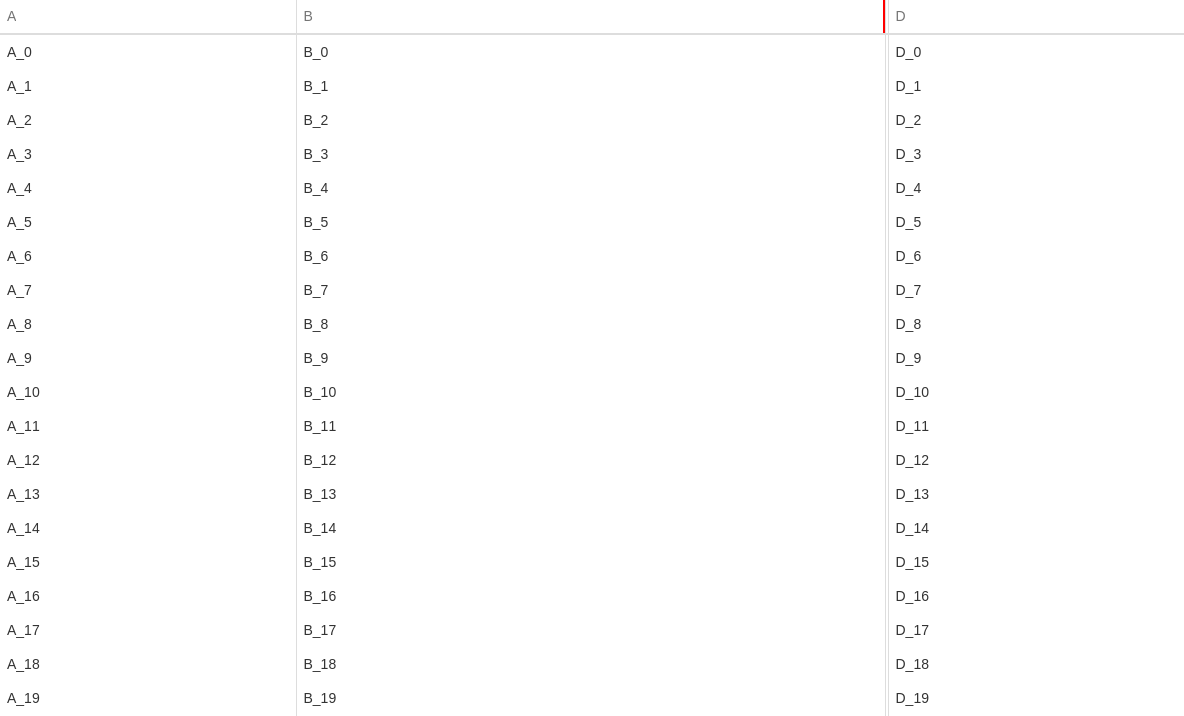 A B D
A_0 B_0 D_0
A_1 B_1 D_1
A_2 B_2 D_2
A_3 B_3 D_3
A_4 B_4 D_4
A_5 B_5 D_5
A_6 B_6 D_6
A_7 B_7 D_7
A_8 B_8 D_8
A_9 B_9 D_9
A_10 B_10 D_10
A_11 B_11 D_11
A_12 B_12 D_12
A_13 B_13 D_13
A_14 B_14 D_14
A_15 B_15 D_15
A_16 B_16 D_16
A_17 B_17 D_17
A_18 B_18 D_18
A_19 B_19 D_19